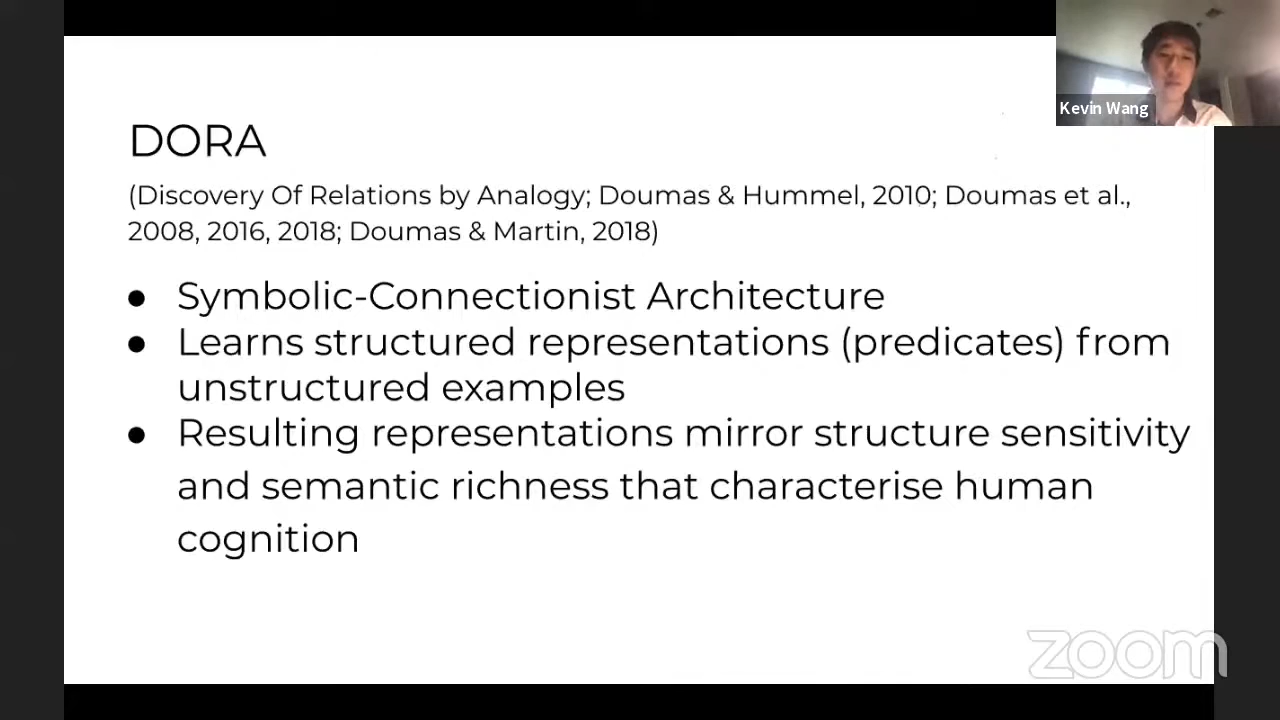 Kevin Wang
DORA
(Discovery Of Relations by Analogy; Doumas & Hummel, 2010; Doumas et al.,
2008, 2016, 2018; Doumas & Martin, 2018)
● Symbolic-Connectionist Architecture
● Learns structured representations (predicates) from
unstructured examples
● Resulting representations mirror structure sensitivity
and semantic richness that characterise human
cognition
zoom